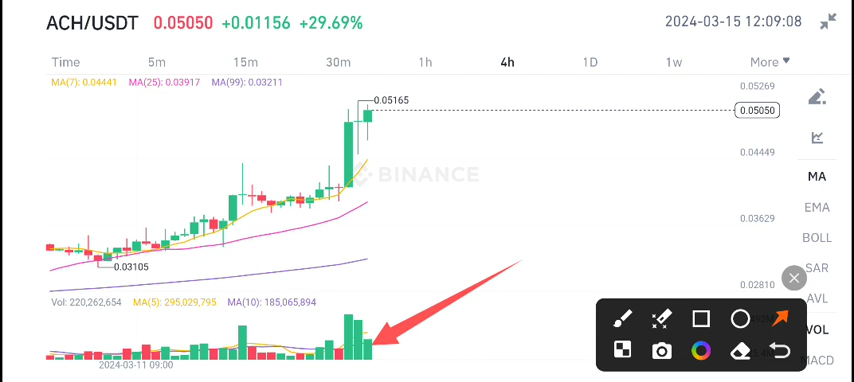 ACH/USDT 0.05050 +0.01156 +29.69% 2024-03-15 12:09:08
Time 5m 15m 30m 1h 4h 1D 1w More
MA(7): 0.04441 MA(25): 0.03917 MA(99): 0.03211
0.05269
0.05165
0.05050
0.04449
BINANCE
MA
EMA
0.03629
BOLL
0.03105
SAR
0.02810
AVL
Vol: 220,262,654 MA(5): 295,029,795 MA(10): 185,065,894
VOL
MACD
2024-03-11 09:00